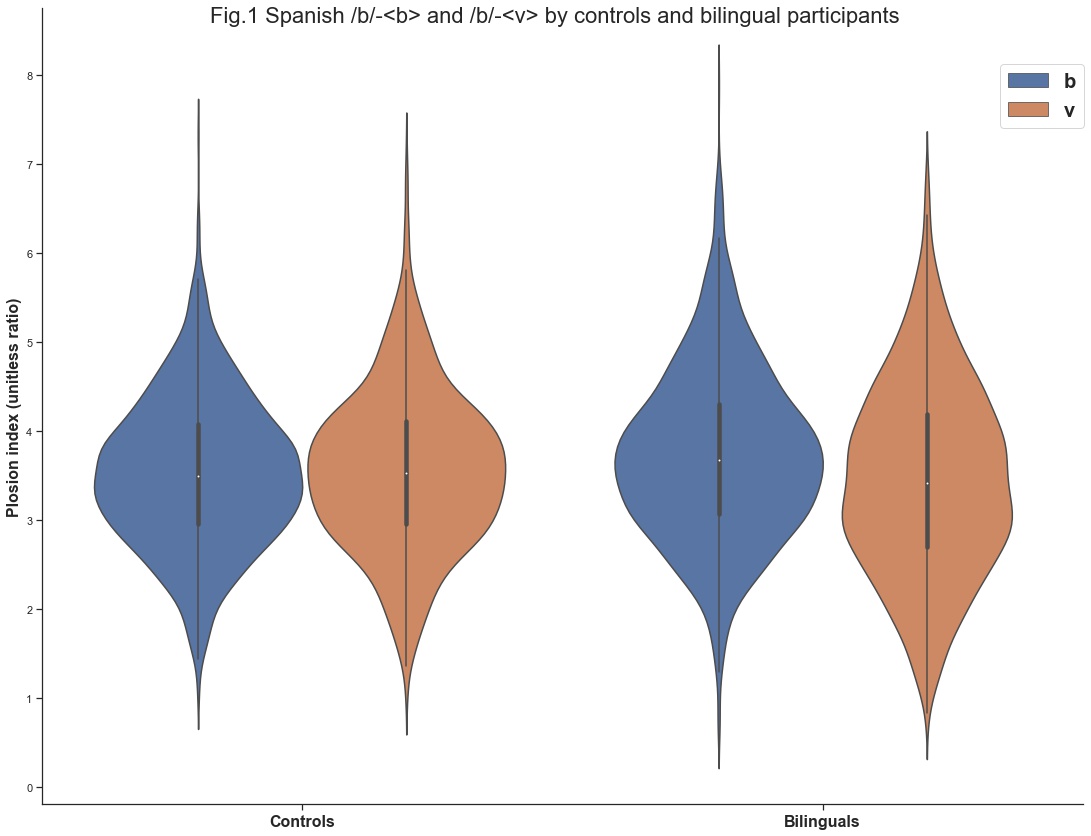 Fig.1 Spanish /b/-<b> and /b/-<v> by controls and bilingual participants
b
v
Plosion index (unitless ratio)
8
7
6
5
4
3
2
1
0
Controls
Bilinguals